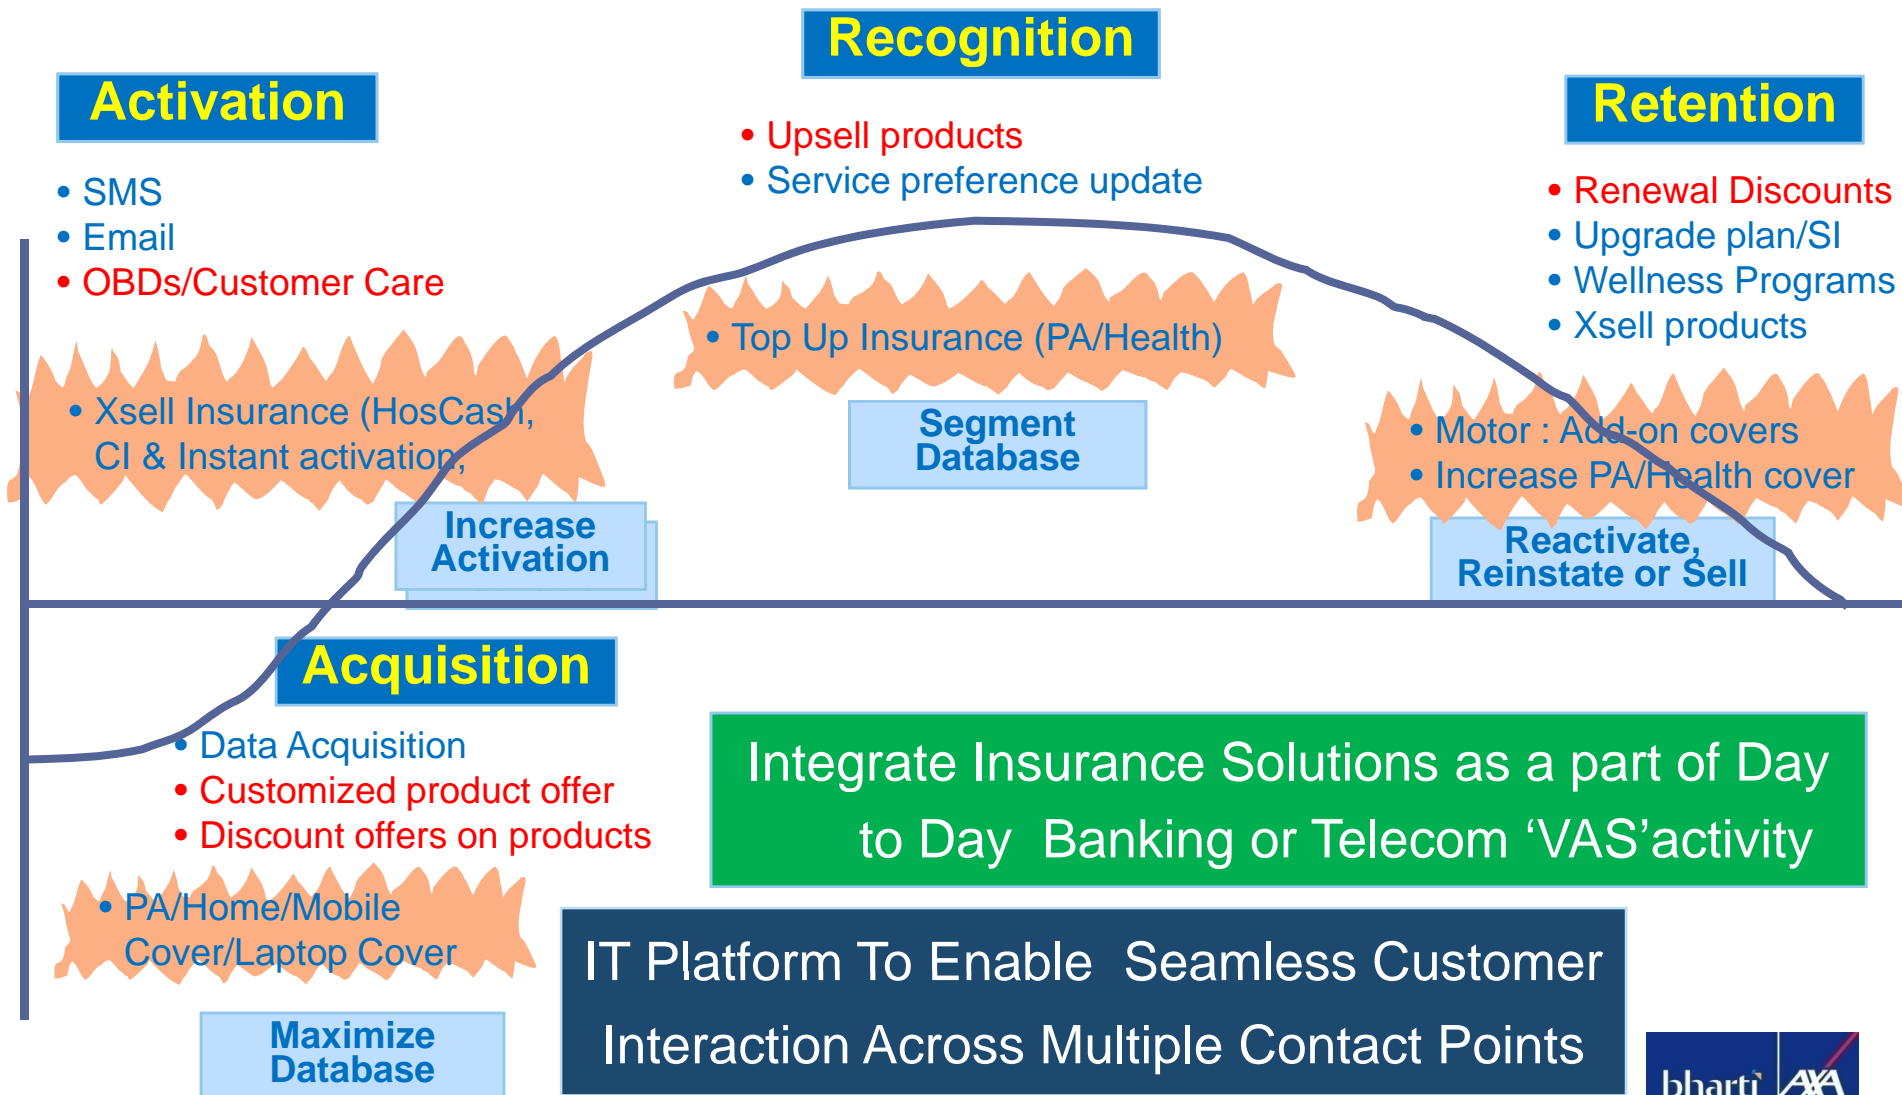 Recognition
Activation
Retention
• Upsell products
• Service preference update
• SMS
• Email
• OBDs/Customer Care
• Renewal Discounts
• Upgrade plan/SI
• Wellness Programs
• Xsell products
• Top Up Insurance (PA/Health)
• Xsell Insurance (HosCash,
CI & Instant activation,
Segment
Database
• Motor : Add-on covers
• Increase PA/Health cover
Increase
Activation
Reactivate,
Reinstate or Sell
Acquisition
• Data Acquisition
• Customized product offer
• Discount offers on products
Integrate Insurance Solutions as a part of Day
to Day Banking or Telecom ‘VAS’activity
• PA/Home/Mobile
Cover/Laptop Cover
IT Platform To Enable Seamless Customer
Interaction Across Multiple Contact Points
Maximize
Database
bharti AXA